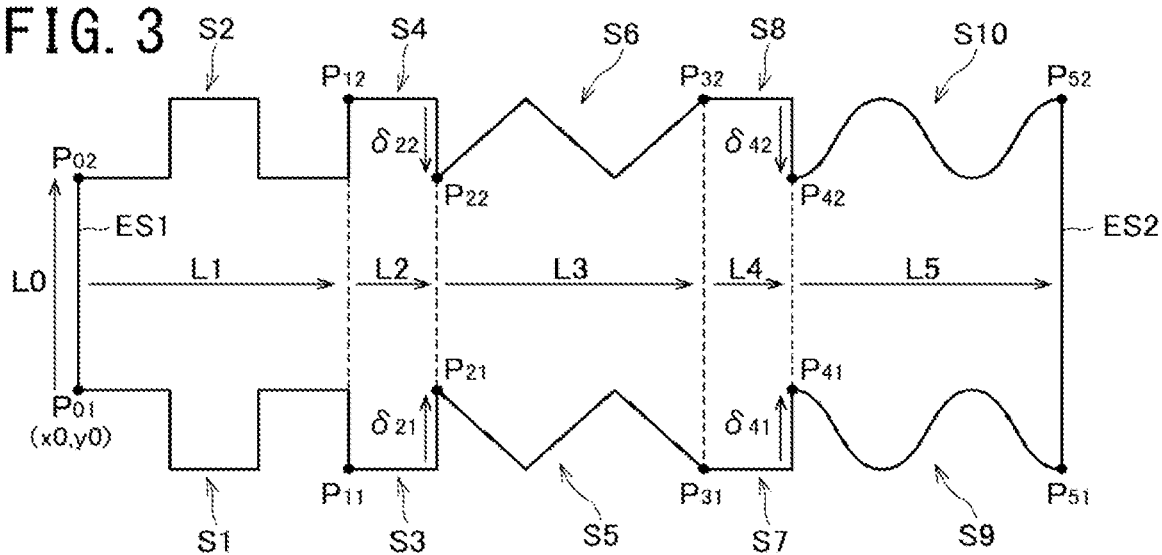 FIG. 3
S2
S4
S6
S8
S10
P12
P32
P52
δ22
δ42
P02
P22
P42
ES1
ES2
L0
L1
L2
L3
L4
L5
P21
P41
P01
(x0,y0)
δ21
δ41
P11
P31
P51
S1
S3
S5
S7
S9